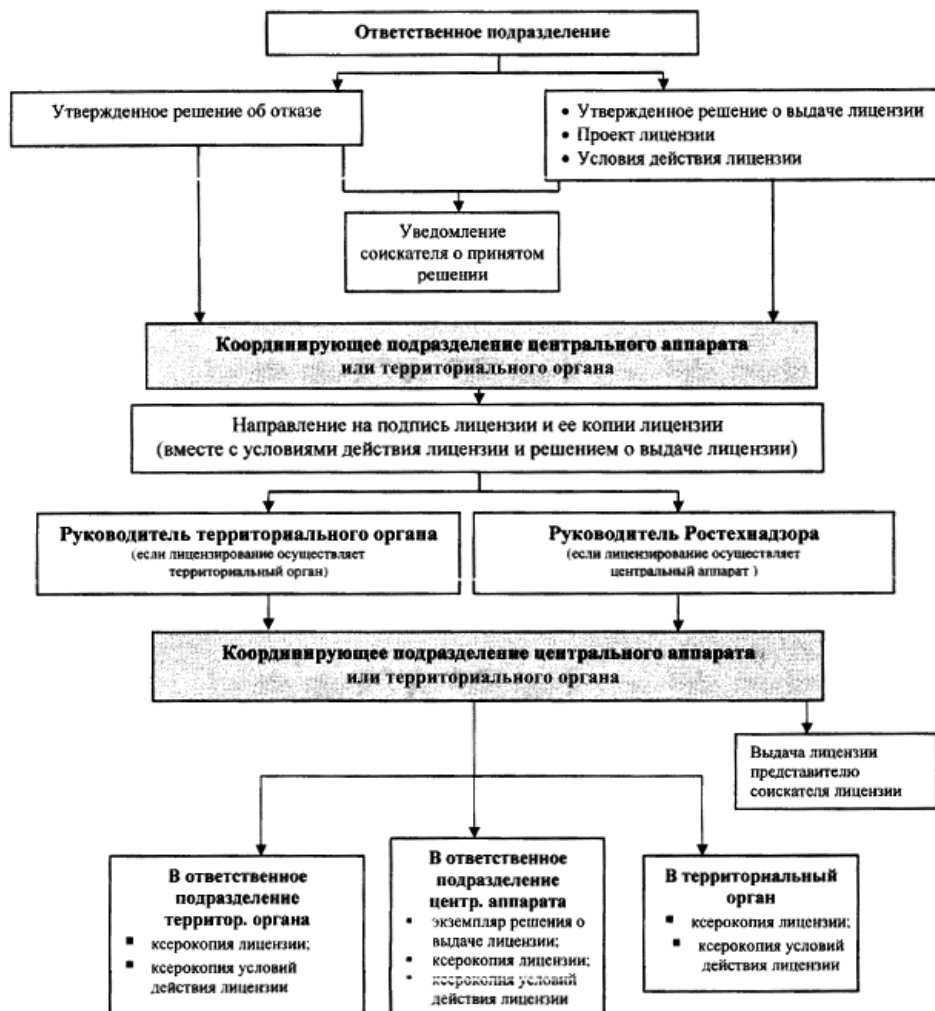 Ответственное подразделение
Утвержденное решение об отказе
• Утвержденное решение о выдаче лицензии
• Проект лицензии
• Условия действия лицензии
Уведомление
соискателя о принятом
решении
Координирующее подразделение центрального аппарата
или территориального органа
Направление на подпись лицензии и ее копии лицензии
(вместе с условиями действия лицензии и решением о выдаче лицензии)
Руководитель территориального органа
(если лицензирование осуществляет
территориальный орган)
Руководитель Ростехнадзора
(если лицензирование осуществляет
центральный аппарат )
Координирующее подразделение центрального аппарата
или территориального органа
Выдача лицензии
представителю
соискателя лицензии
В ответственное
подразделение
территор. органа
▪ ксерокопия лицензии;
▪ ксерокопия условий
действия лицензии
В ответственное
подразделение
центр. аппарата
• экземпляр решения о
выдаче лицензии;
• ксерокопия лицензии;
• ксерокопия условий
действия лицензии
В территориальный
орган
▪ ксерокопия лицензии;
▪ ксерокопия условий
действия лицензии